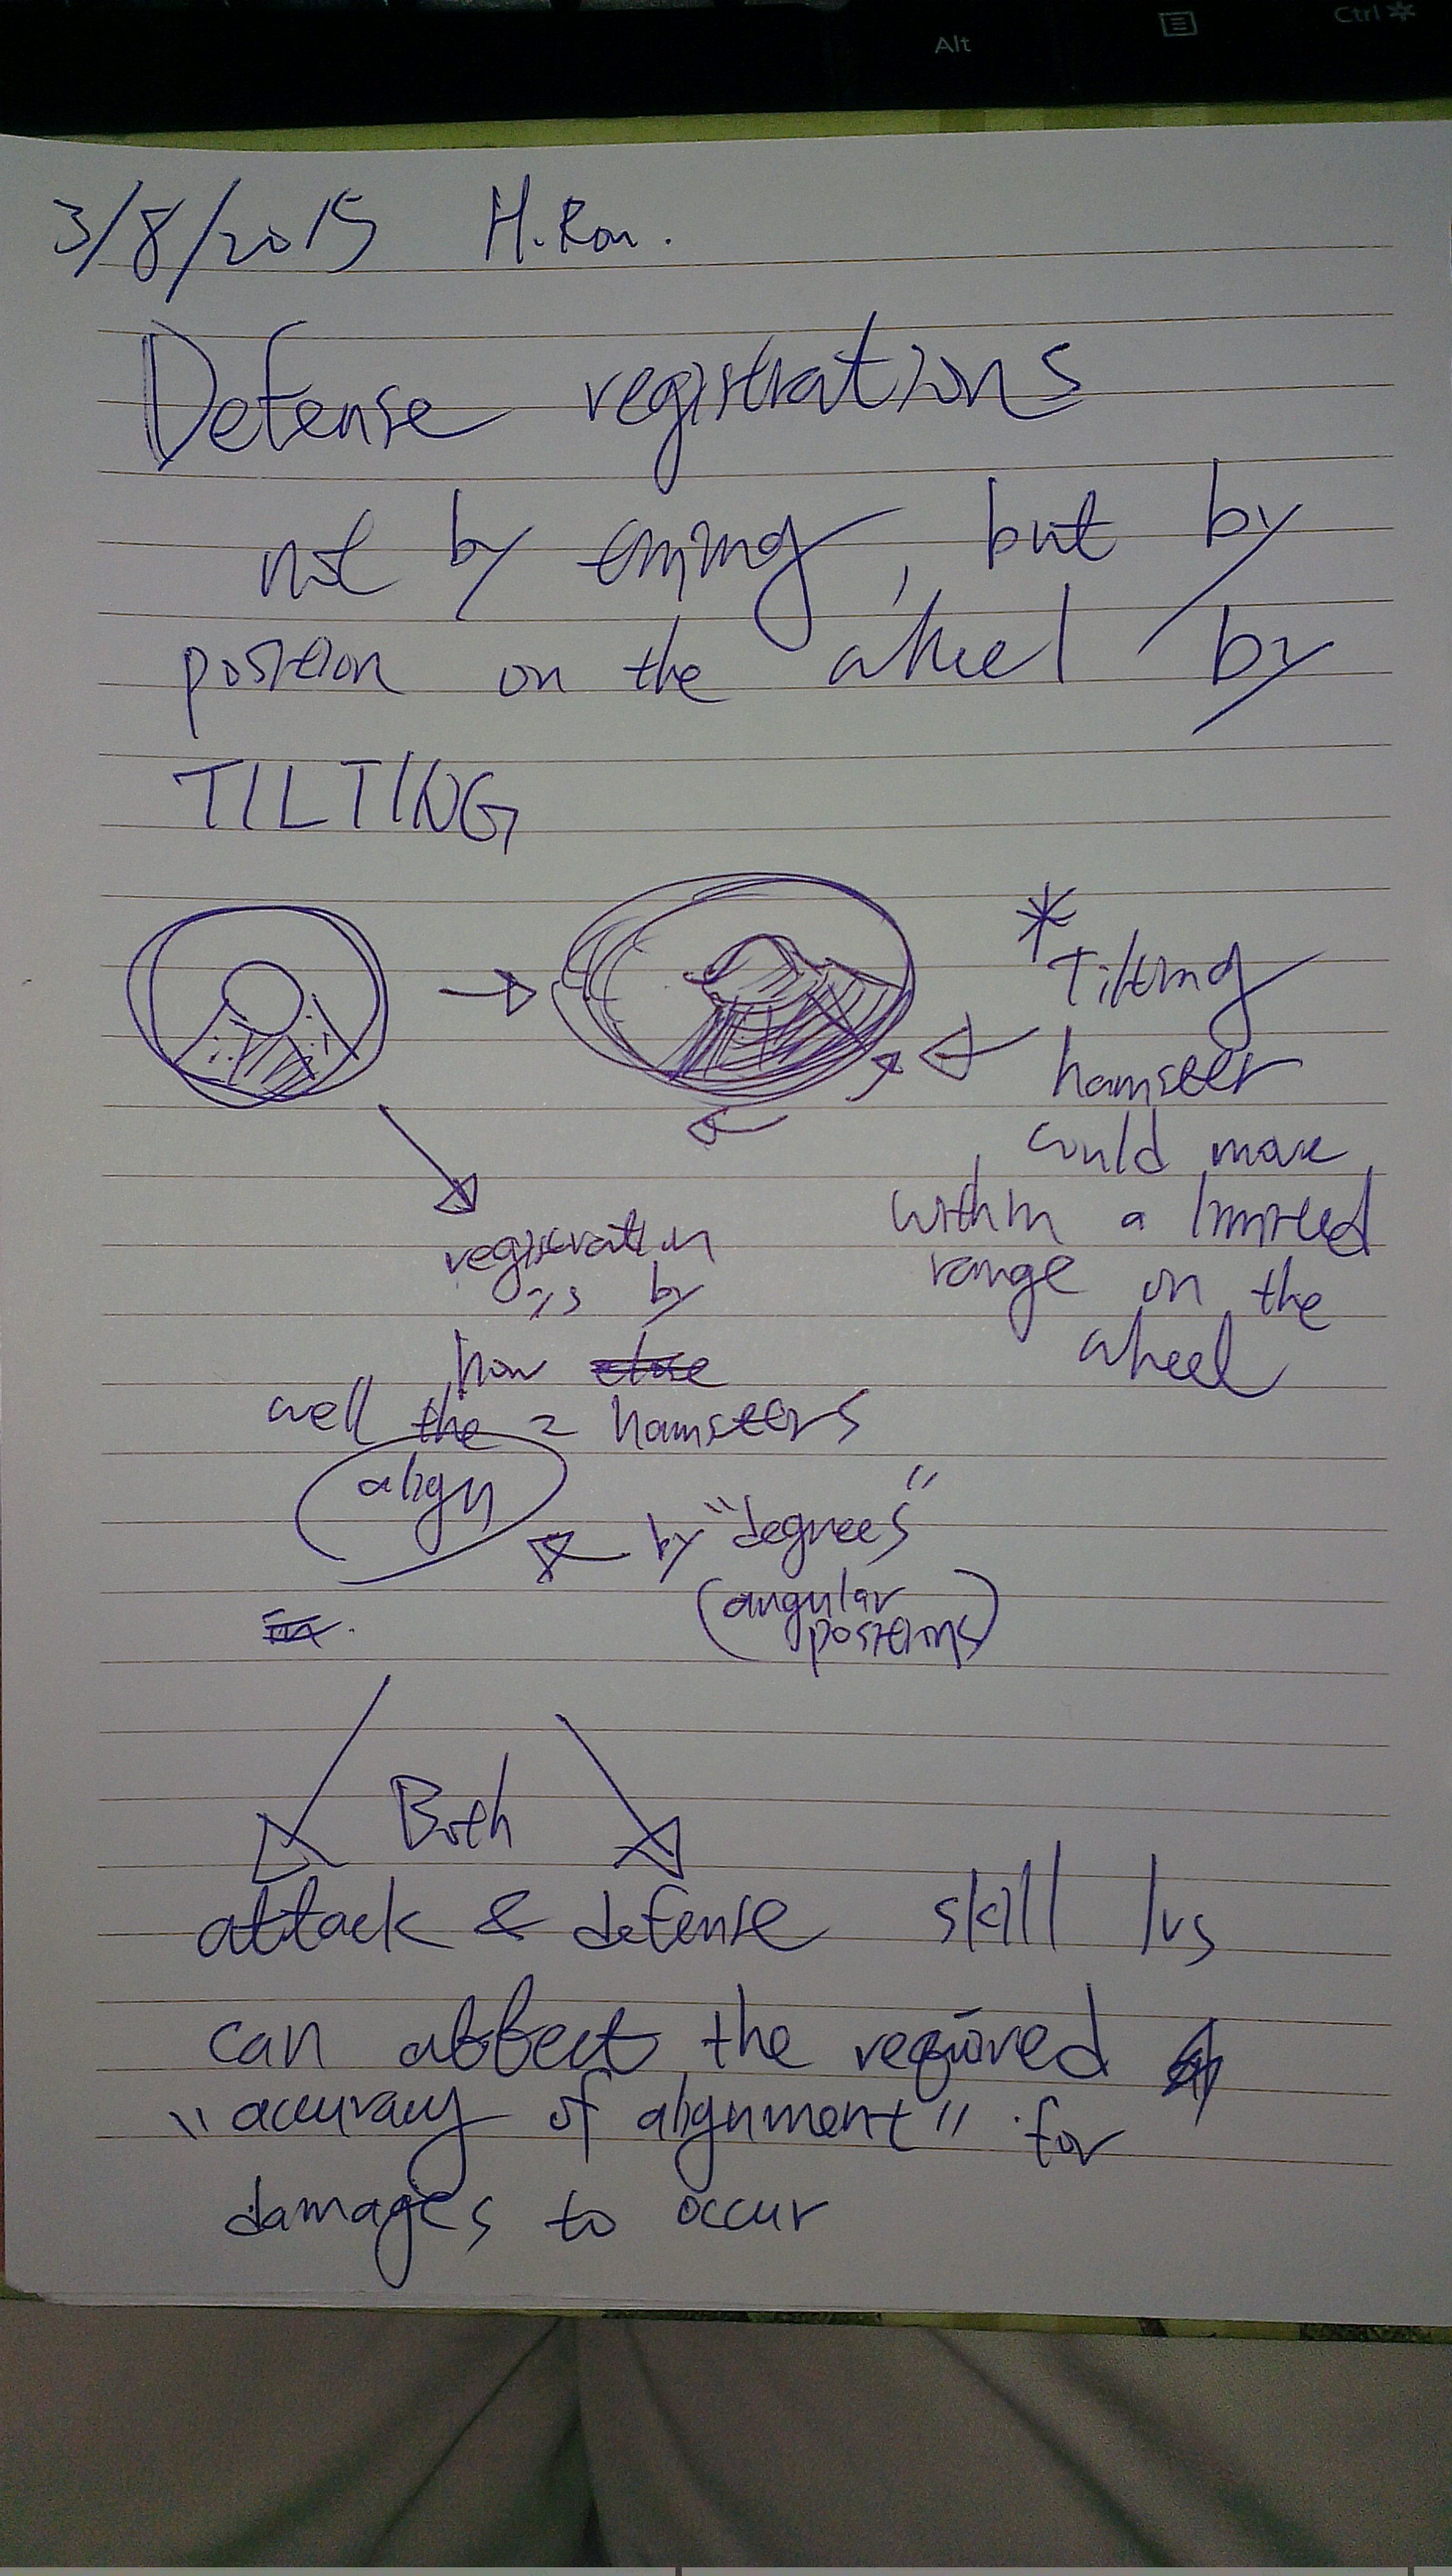 Alt
Ctrl
3/8/2015 H. Ron.
Defense registrations
not by timing, but by
position on the wheel by
TILTING
* Tilting
hamster
could move
within a limited
range on the
wheel
registration
is by
how close
well the 2 hamsters
align
by "degrees"
(angular
positions)
Both
attack & defense skill lvs
can affect the required
"accuracy of alignment" for
damages to occur